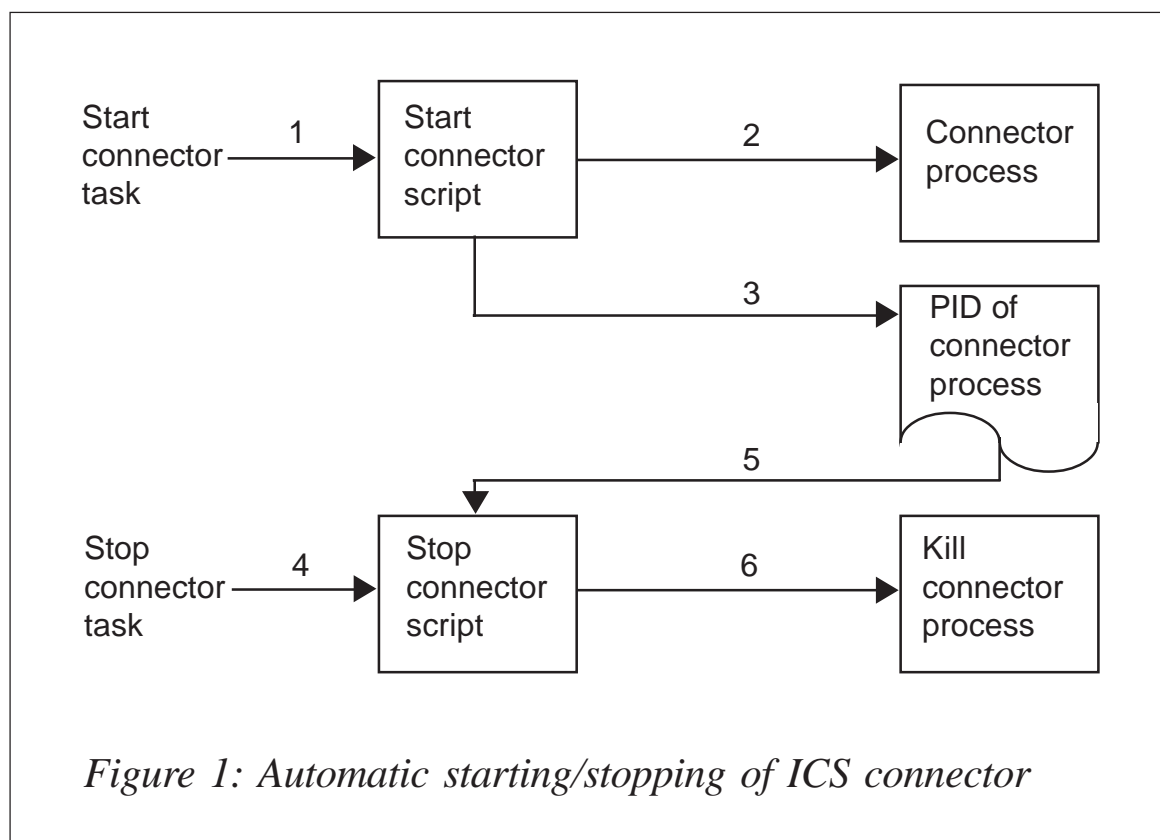 Start
connector
task
1
Start
connector
script
2
Connector
process
3
PID of
connector
process
5
Stop
connector
task
4
Stop
connector
script
6
Kill
connector
process
Figure 1: Automatic starting/stopping of ICS connector